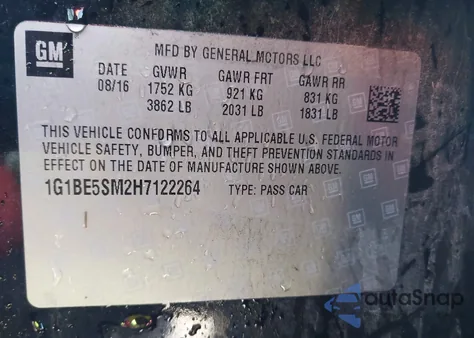 GM
MFD BY GENERAL MOTORS LLC
DATE GVWR GAWR FRT GAWR RR
08/16 1752 KG 921 KG 831 KG
3862 LB 2031 LB 1831 LB
THIS VEHICLE CONFORMS TO ALL APPLICABLE U.S. FEDERAL MOTOR
VEHICLE SAFETY, BUMPER, AND THEFT PREVENTION STANDARDS IN
EFFECT ON THE DATE OF MANUFACTURE SHOWN ABOVE.
1G1BE5SM2H7122264 TYPE: PASS CAR
autoSnap